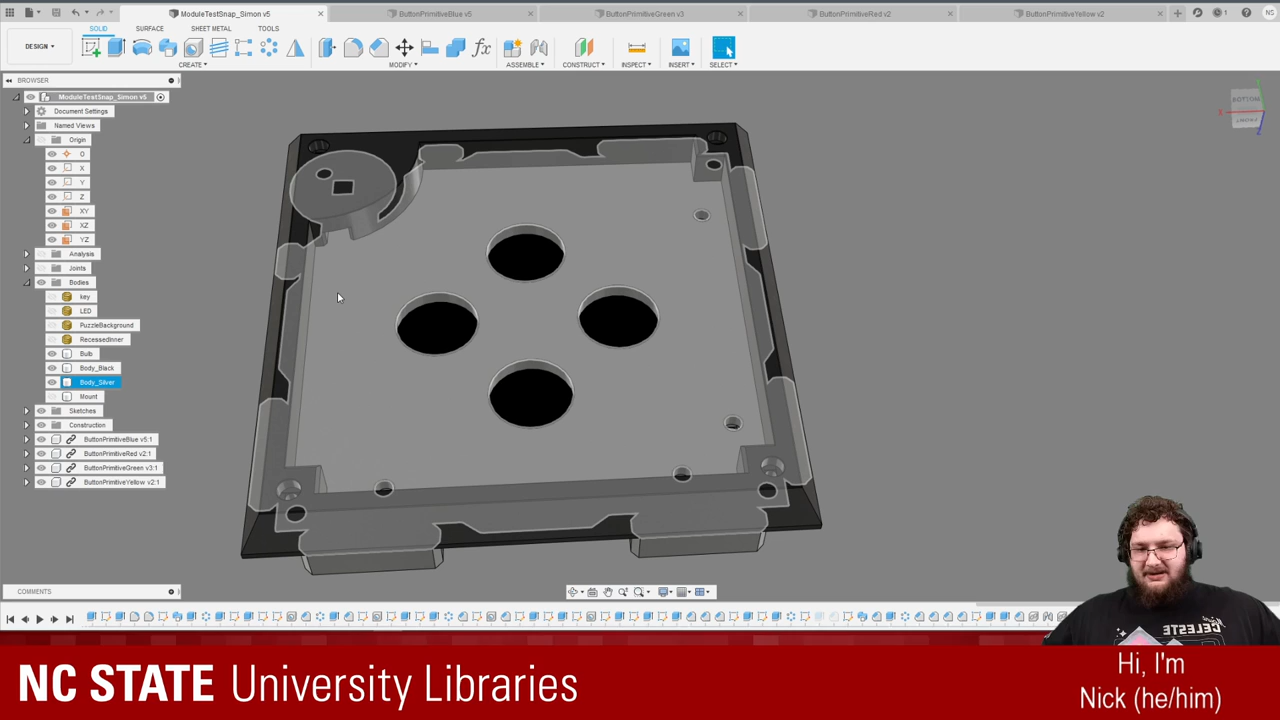 ModuleTestSnap_Simon v5
ButtonPrimitiveBlue v5
ButtonPrimitiveGreen v3
ButtonPrimitiveRed v2
ButtonPrimitiveYellow v2
1
NS
SOLID
SURFACE
SHEET METAL
TOOLS
DESIGN
CREATE
MODIFY
ASSEMBLE
CONSTRUCT
INSPECT
INSERT
SELECT
BROWSER
ModuleTestSnap_Simon v5
Document Settings
Named Views
Origin
O
X
Y
Z
XY
XZ
YZ
Analysis
Joints
Bodies
key
LED
PuzzleBackground
RecessedInner
Bulb
Body_Black
Body_Silver
Mount
Sketches
Construction
ButtonPrimitiveBlue v5:1
ButtonPrimitiveRed v2:1
ButtonPrimitiveGreen v3:1
ButtonPrimitiveYellow v2:1
BOTTOM
COMMENTS
CELESTE
NC STATE University Libraries
Hi, I'm
Nick (he/him)